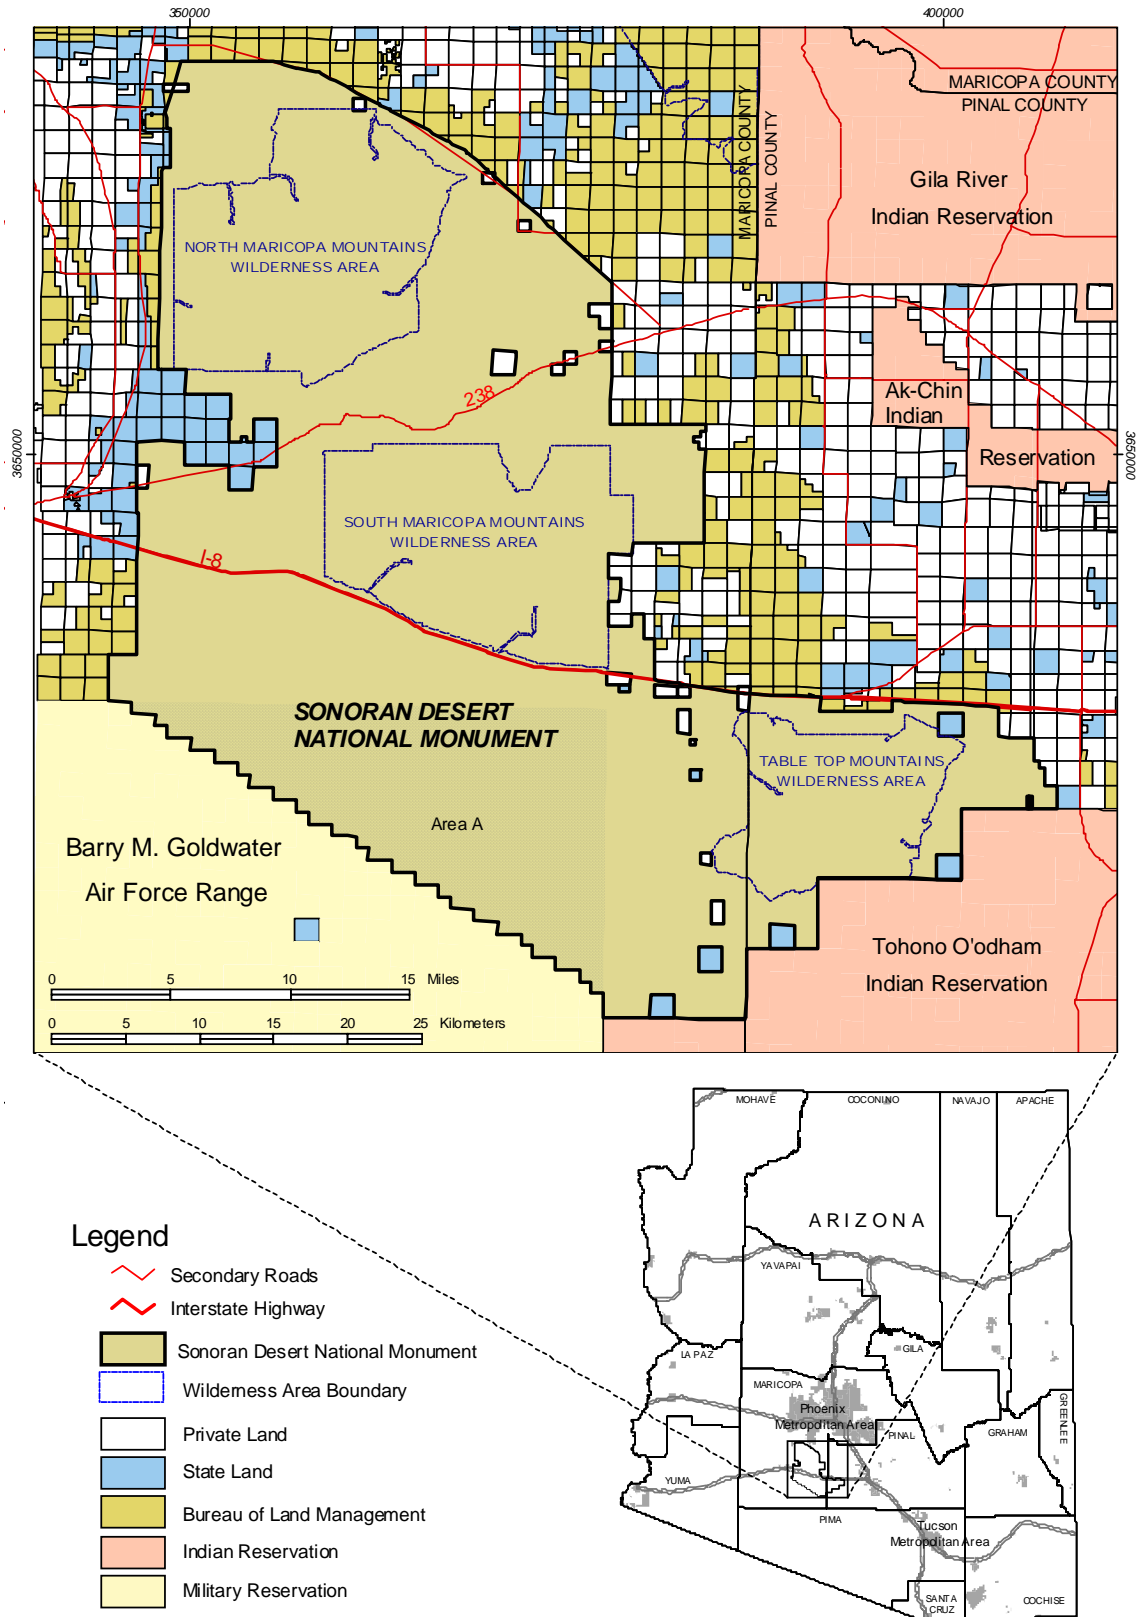 350000
400000
MARICOPA COUNTY
PINAL COUNTY
MARICOPA COUNTY
PINAL COUNTY
Gila River
Indian Reservation
NORTH MARICOPA MOUNTAINS
WILDERNESS AREA
238
Ak-Chin
Indian
Reservation
3650000
3650000
SOUTH MARICOPA MOUNTAINS
WILDERNESS AREA
I-8
SONORAN DESERT
NATIONAL MONUMENT
TABLE TOP MOUNTAINS
WILDERNESS AREA
Area A
Barry M. Goldwater
Air Force Range
Tohono O'odham
Indian Reservation
0 5 10 15 Miles
0 5 10 15 20 25 Kilometers
MOHAVE
COCONINO
NAVAJO
APACHE
ARIZONA
YAVAPAI
LA PAZ
GILA
MARICOPA
Phoenix
Metropolitan Area
PINAL
GRAHAM
GREENLEE
YUMA
PIMA
Tucson
Metropolitan Area
SANTA
CRUZ
COCHISE
Legend
Secondary Roads
Interstate Highway
Sonoran Desert National Monument
Wilderness Area Boundary
Private Land
State Land
Bureau of Land Management
Indian Reservation
Military Reservation